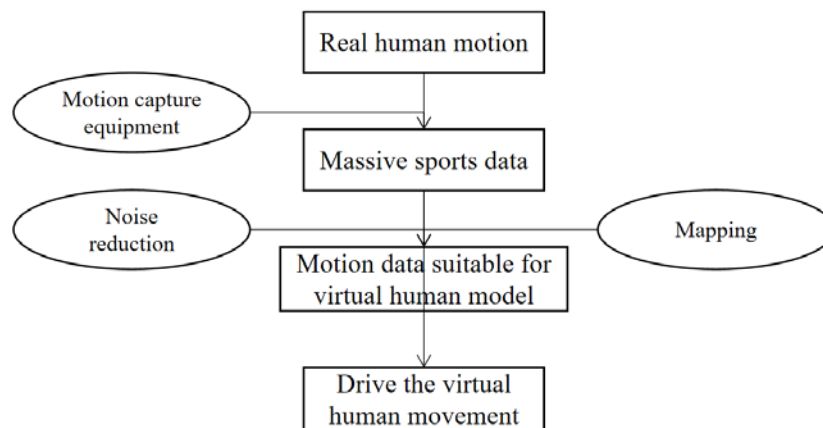 Real human motion
Motion capture
equipment
Massive sports data
Noise
reduction
Mapping
Motion data suitable for
virtual human model
Drive the virtual
human movement